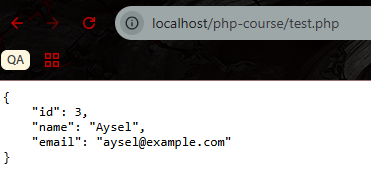 localhost/php-course/test.php
QA
{
    "id": 3,
    "name": "Aysel",
    "email": "aysel@example.com"
}